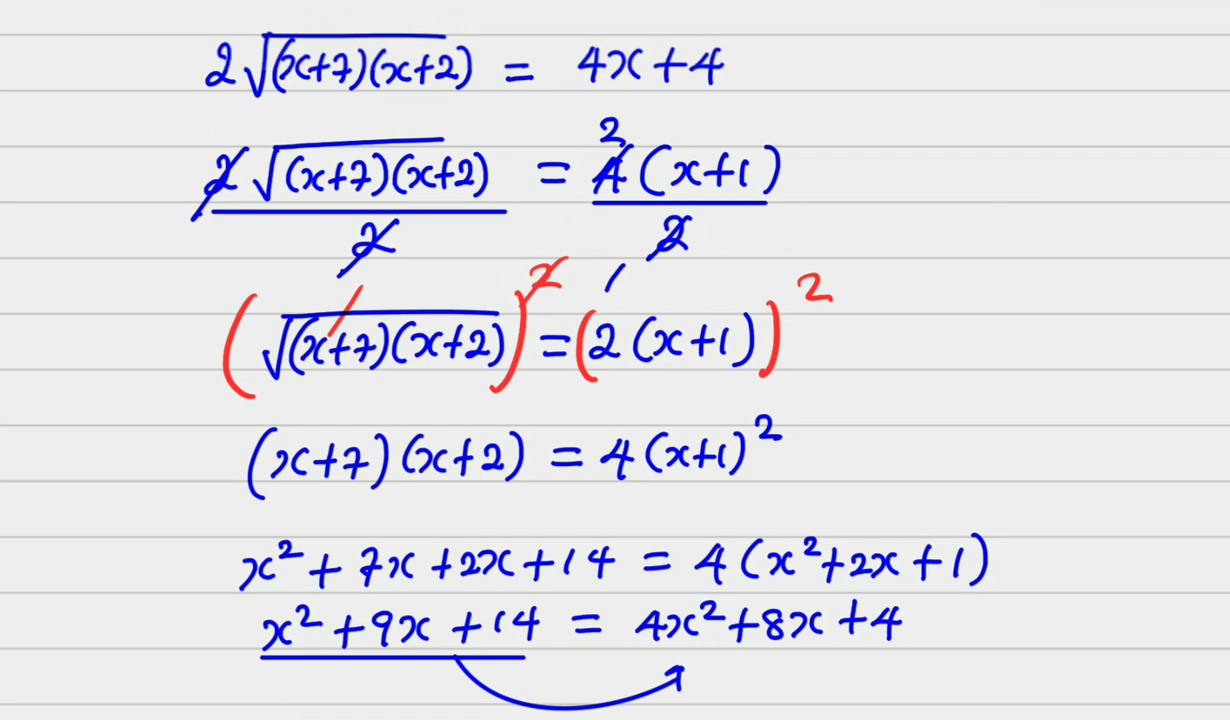 2√(x+7)(x+2) = 4x+4
2√(x+7)(x+2) / 2 = 4 2 (x+1) / 2
(√(x+7)(x+2))² = (2(x+1))²
(x+7)(x+2) = 4(x+1)²
x² + 7x + 2x + 14 = 4(x² + 2x + 1)
x² + 9x + 14 = 4x² + 8x + 4